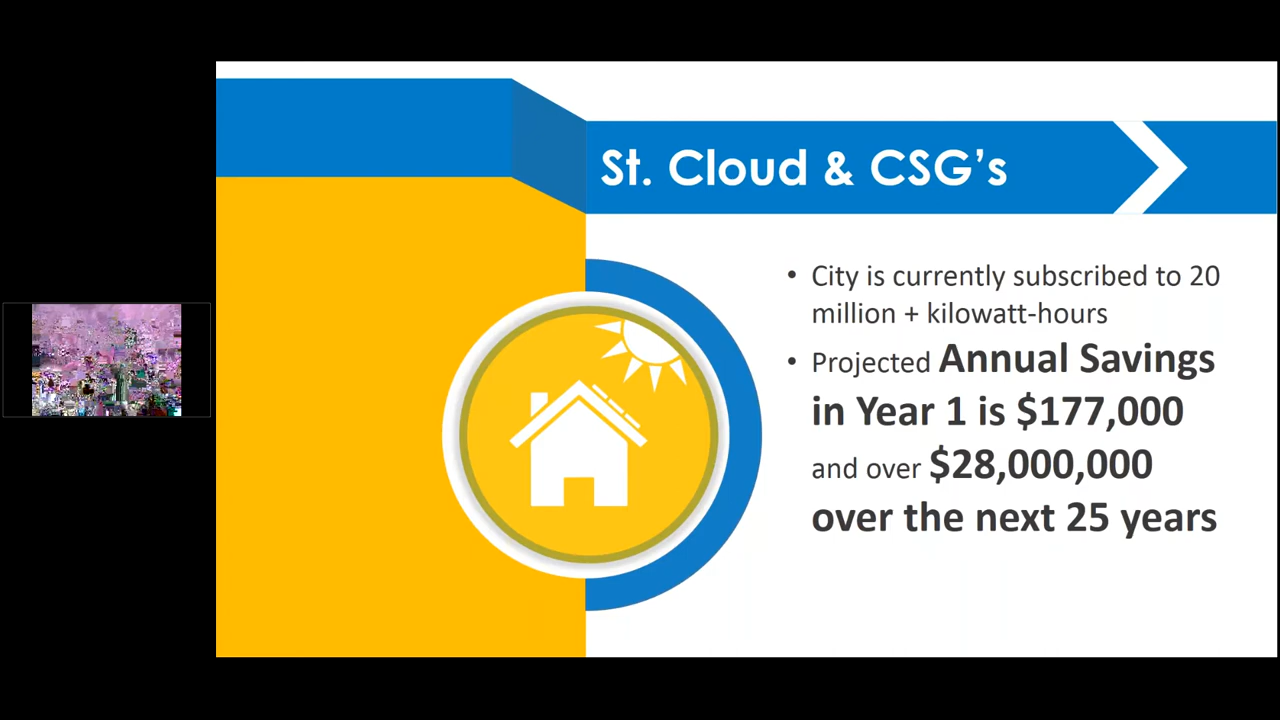 St. Cloud & CSG's
• City is currently subscribed to 20
million + kilowatt-hours
• Projected Annual Savings
in Year 1 is $177,000
and over $28,000,000
over the next 25 years